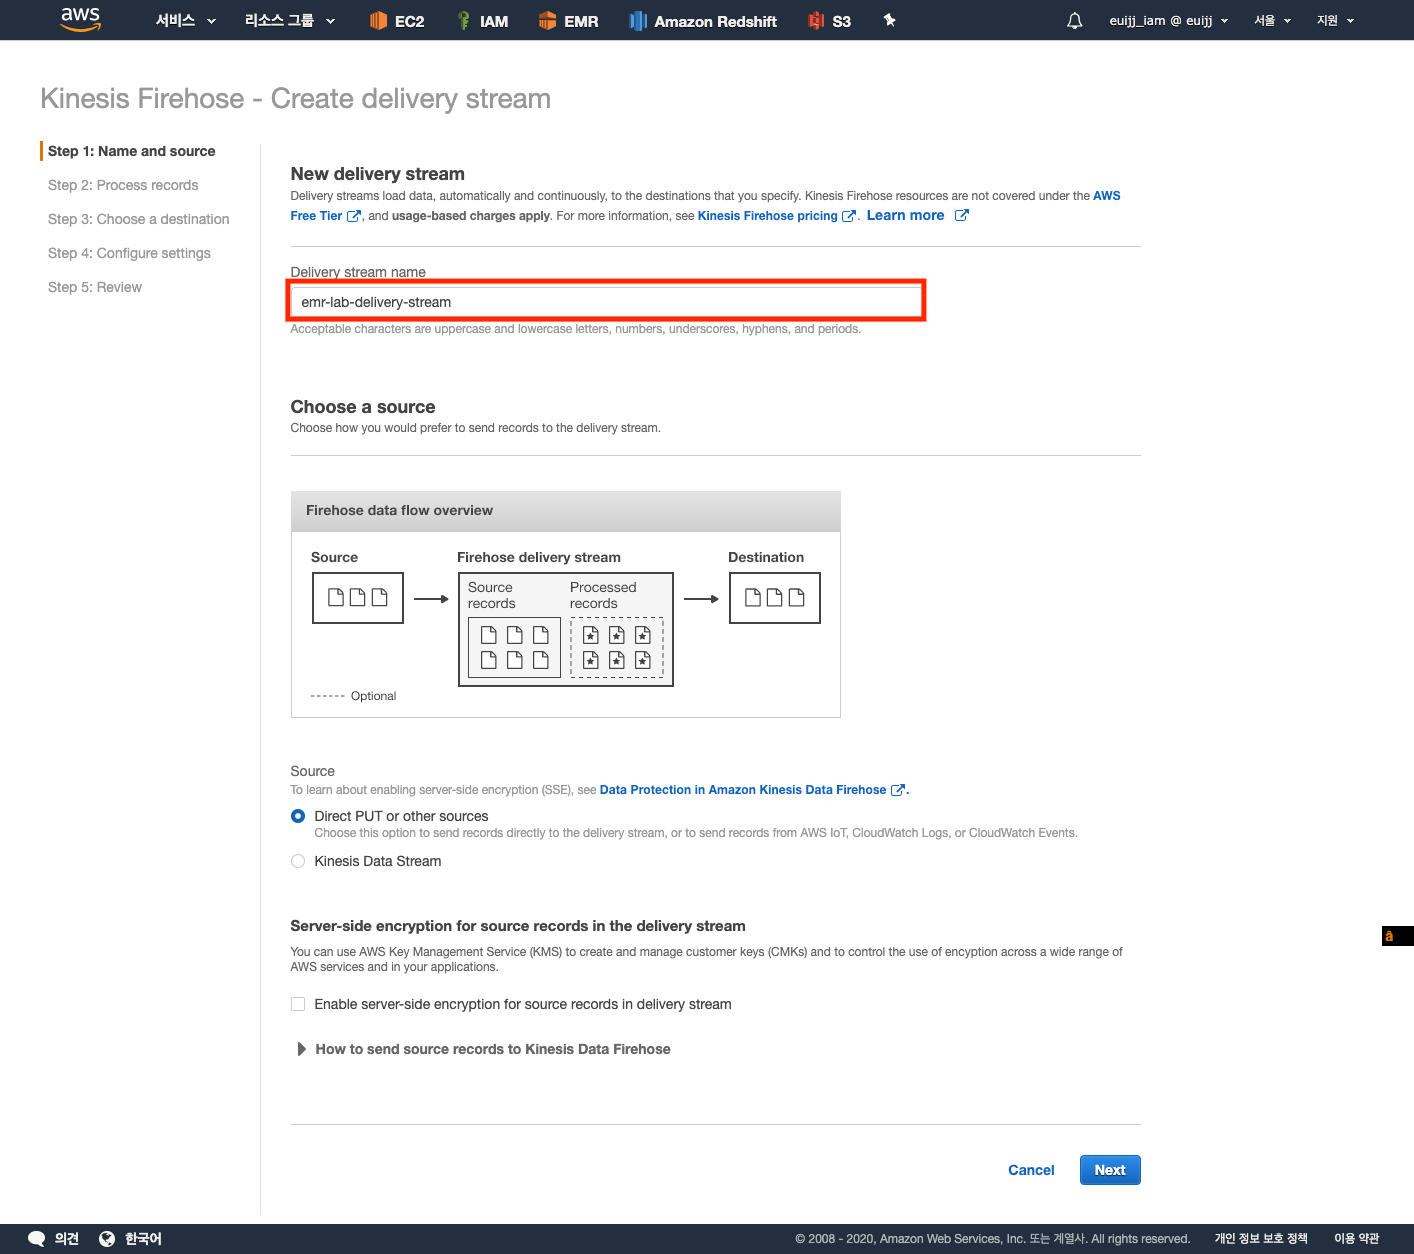 aws 서비스 리소스 그룹 EC2 IAM EMR Amazon Redshift S3 euijj_iam @ euijj 서울 지원
Kinesis Firehose - Create delivery stream
Step 1: Name and source
Step 2: Process records
Step 3: Choose a destination
Step 4: Configure settings
Step 5: Review
New delivery stream
Delivery streams load data, automatically and continuously, to the destinations that you specify. Kinesis Firehose resources are not covered under the AWS
Free Tier , and usage-based charges apply. For more information, see Kinesis Firehose pricing . Learn more
Delivery stream name
emr-lab-delivery-stream
Acceptable characters are uppercase and lowercase letters, numbers, underscores, hyphens, and periods.
Choose a source
Choose how you would prefer to send records to the delivery stream.
Firehose data flow overview
Source Firehose delivery stream Destination
Source Processed
records records
Optional
Source
To learn about enabling server-side encryption (SSE), see Data Protection in Amazon Kinesis Data Firehose .
Direct PUT or other sources
Choose this option to send records directly to the delivery stream, or to send records from AWS IoT, CloudWatch Logs, or CloudWatch Events.
Kinesis Data Stream
Server-side encryption for source records in the delivery stream
You can use AWS Key Management Service (KMS) to create and manage customer keys (CMKs) and to control the use of encyption across a wide range of
AWS services and in your applications.
â
Enable server-side encryption for source records in delivery stream
How to send source records to Kinesis Data Firehose
Cancel Next
의견 한국어 © 2008 - 2020, Amazon Web Services, Inc. 또는 계열사. All rights reserved. 개인 정보 보호 정책 이용 약관